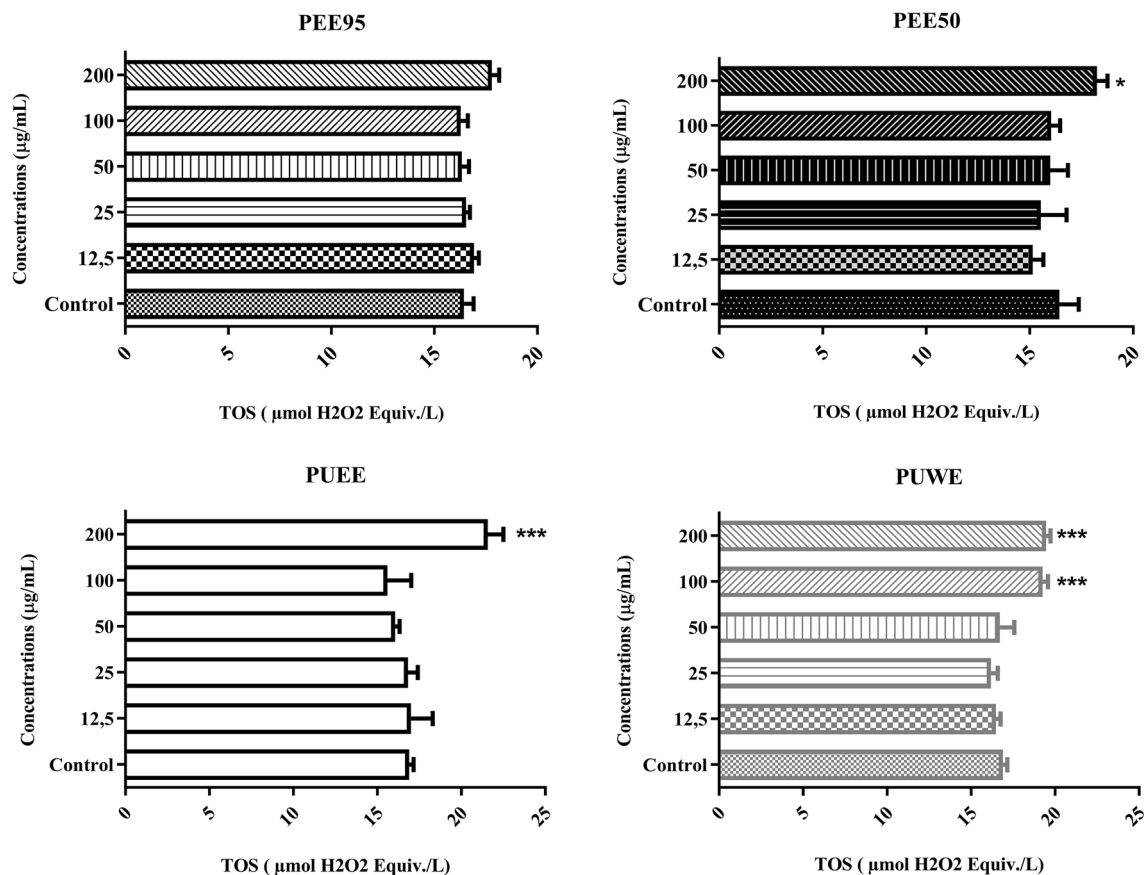 PEE95
Concentrations (µg/mL)
200
100
50
25
12,5
Control
0
5
10
15
20
TOS ( µmol H2O2 Equiv./L)
PEE50
Concentrations (µg/mL)
200
*
100
50
25
12,5
Control
0
5
10
15
20
TOS ( µmol H2O2 Equiv./L)
PUEE
Concentrations (µg/mL)
200
***
100
50
25
12,5
Control
0
5
10
15
20
25
TOS ( µmol H2O2 Equiv./L)
PUWE
Concentrations (µg/mL)
200
***
100
***
50
25
12,5
Control
0
5
10
15
20
25
TOS ( µmol H2O2 Equiv./L)